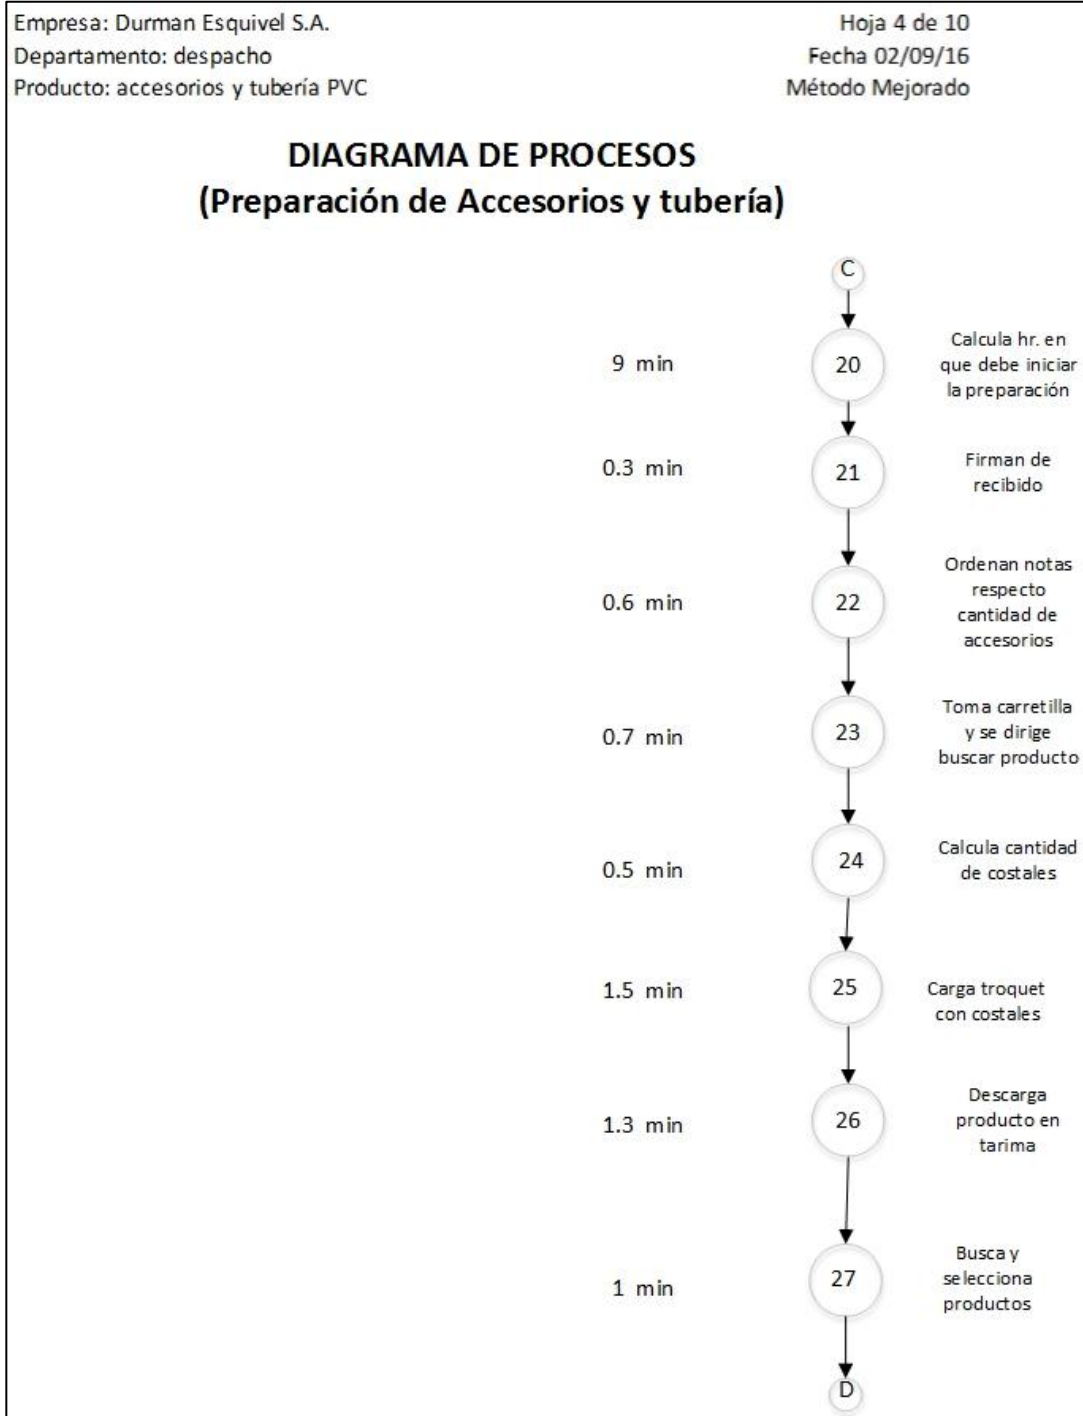 Empresa: Durman Esquivel S.A.
Hoja 4 de 10
Departamento: despacho
Fecha 02/09/16
Producto: accesorios y tubería PVC
Método Mejorado
DIAGRAMA DE PROCESOS
(Preparación de Accesorios y tubería)
C
9 min
20
Calcula hr. en
que debe iniciar
la preparación
0.3 min
21
Firman de
recibido
0.6 min
22
Ordenan notas
respecto
cantidad de
accesorios
0.7 min
23
Toma carretilla
y se dirige
buscar producto
0.5 min
24
Calcula cantidad
de costales
1.5 min
25
Carga troquet
con costales
1.3 min
26
Descarga
producto en
tarima
1 min
27
Busca y
selecciona
productos
D